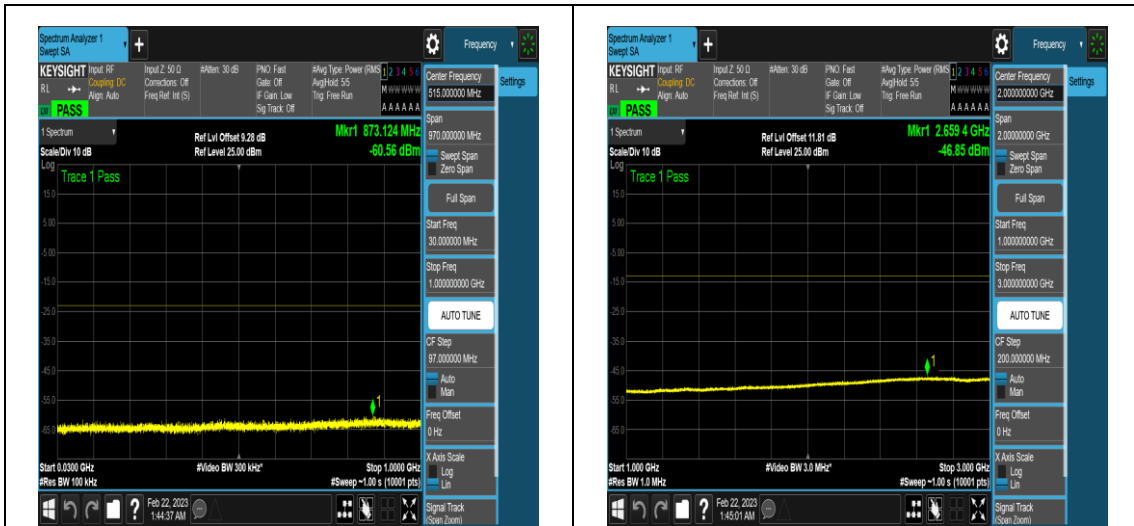 Spectrum Analyzer 1
Swept SA
+
Frequency
KEYSIGHT
RL
Input: RF
Coupling: DC
Align: Auto
Input Z: 50 Ω
Corrections: Off
Freq Ref: Int (S)
#Atten: 30 dB
PNO: Fast
Gate: Off
IF Gain: Low
Sig Track: Off
#Avg Type: Power (RMS
Avg|Hold: 5/5
Trig: Free Run
1 2 3 4 5 6
M W W W W W
A A A A A A
PASS
1 Spectrum
Scale/Div 10 dB
Ref Lvl Offset 9.28 dB
Ref Level 25.00 dBm
Mkr1 873.124 MHz
-60.56 dBm
Log
Trace 1 Pass
15.0
5.00
-5.00
-15.0
-25.0
-35.0
-45.0
-55.0
-65.0
1
Start 0.0300 GHz
#Res BW 100 kHz
#Video BW 300 kHz*
Stop 1.0000 GHz
#Sweep ~1.00 s (10001 pts)
Center Frequency
515.000000 MHz
Settings
Span
970.000000 MHz
Swept Span
Zero Span
Full Span
Start Freq
30.000000 MHz
Stop Freq
1.000000000 GHz
AUTO TUNE
CF Step
97.000000 MHz
Auto
Man
Freq Offset
0 Hz
X Axis Scale
Log
Lin
Signal Track
(Span Zoom)
?
Feb 22, 2023
1:44:37 AM
Spectrum Analyzer 1
Swept SA
+
Frequency
KEYSIGHT
RL
Input: RF
Coupling: DC
Align: Auto
Input Z: 50 Ω
Corrections: Off
Freq Ref: Int (S)
#Atten: 30 dB
PNO: Fast
Gate: Off
IF Gain: Low
Sig Track: Off
#Avg Type: Power (RMS
Avg|Hold: 5/5
Trig: Free Run
1 2 3 4 5 6
M W W W W W
A A A A A A
PASS
1 Spectrum
Scale/Div 10 dB
Ref Lvl Offset 11.81 dB
Ref Level 25.00 dBm
Mkr1 2.659 4 GHz
-46.85 dBm
Log
Trace 1 Pass
15.0
5.00
-5.00
-15.0
-25.0
-35.0
-45.0
-55.0
-65.0
1
Start 1.000 GHz
#Res BW 1.0 MHz
#Video BW 3.0 MHz*
Stop 3.000 GHz
#Sweep ~1.00 s (10001 pts)
Center Frequency
2.000000000 GHz
Settings
Span
2.00000000 GHz
Swept Span
Zero Span
Full Span
Start Freq
1.000000000 GHz
Stop Freq
3.000000000 GHz
AUTO TUNE
CF Step
200.000000 MHz
Auto
Man
Freq Offset
0 Hz
X Axis Scale
Log
Lin
Signal Track
(Span Zoom)
?
Feb 22, 2023
1:45:01 AM